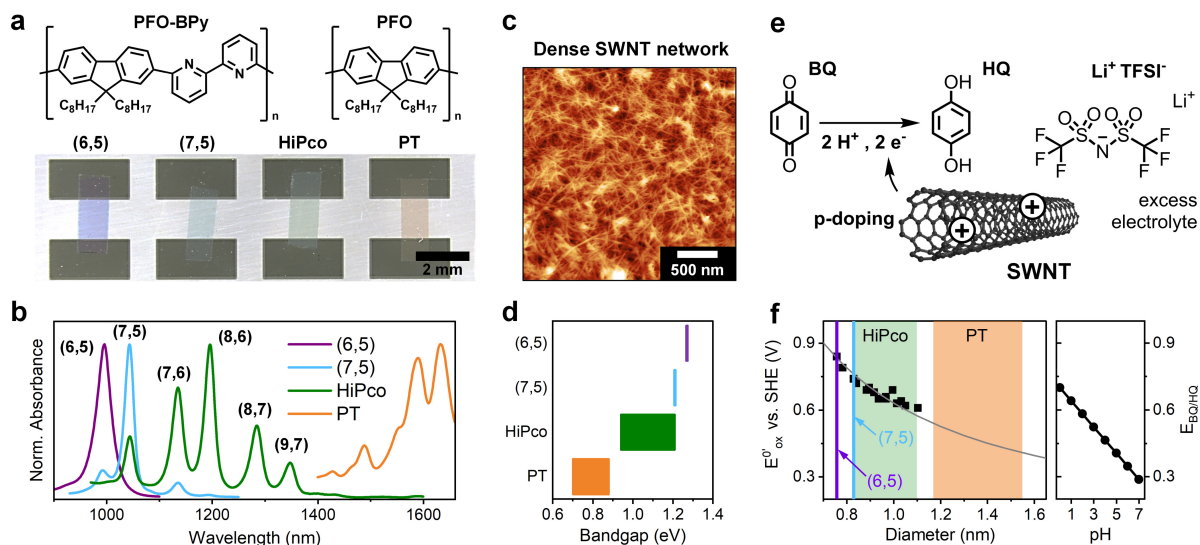 a
PFO-BPy
PFO
N
N
C8H17
C8H17
n
C8H17
C8H17
n
(6,5)
(7,5)
HiPco
PT
2 mm
b
Norm. Absorbance
(6,5)
(7,5)
(7,6)
(8,6)
(8,7)
(9,7)
(6,5)
(7,5)
HiPco
PT
1000
1200
1400
1600
Wavelength (nm)
c
Dense SWNT network
500 nm
d
(6,5)
(7,5)
HiPco
PT
0.6
0.8
1.0
1.2
1.4
Bandgap (eV)
e
BQ
HQ
Li⁺ TFSI⁻
O
O
OH
OH
2 H⁺ , 2 e⁻
Li⁺
O
O
O
O
S
S
N
F
F
F
F
F
F
p-doping
+
+
SWNT
excess
electrolyte
f
E⁰'ox vs. SHE (V)
0.9
0.6
0.3
HiPco
PT
(7,5)
(6,5)
0.8
1.0
1.2
1.4
1.6
Diameter (nm)
0.9
0.6
0.3
E BQ/HQ
1
3
5
7
pH